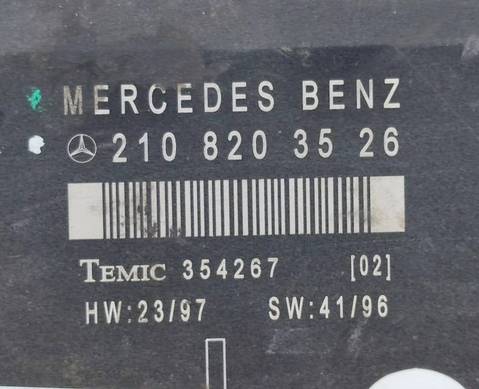 MERCEDES BENZ
210 820 35 26
TEMIC 354267 [02]
HW:23/97 SW:41/96